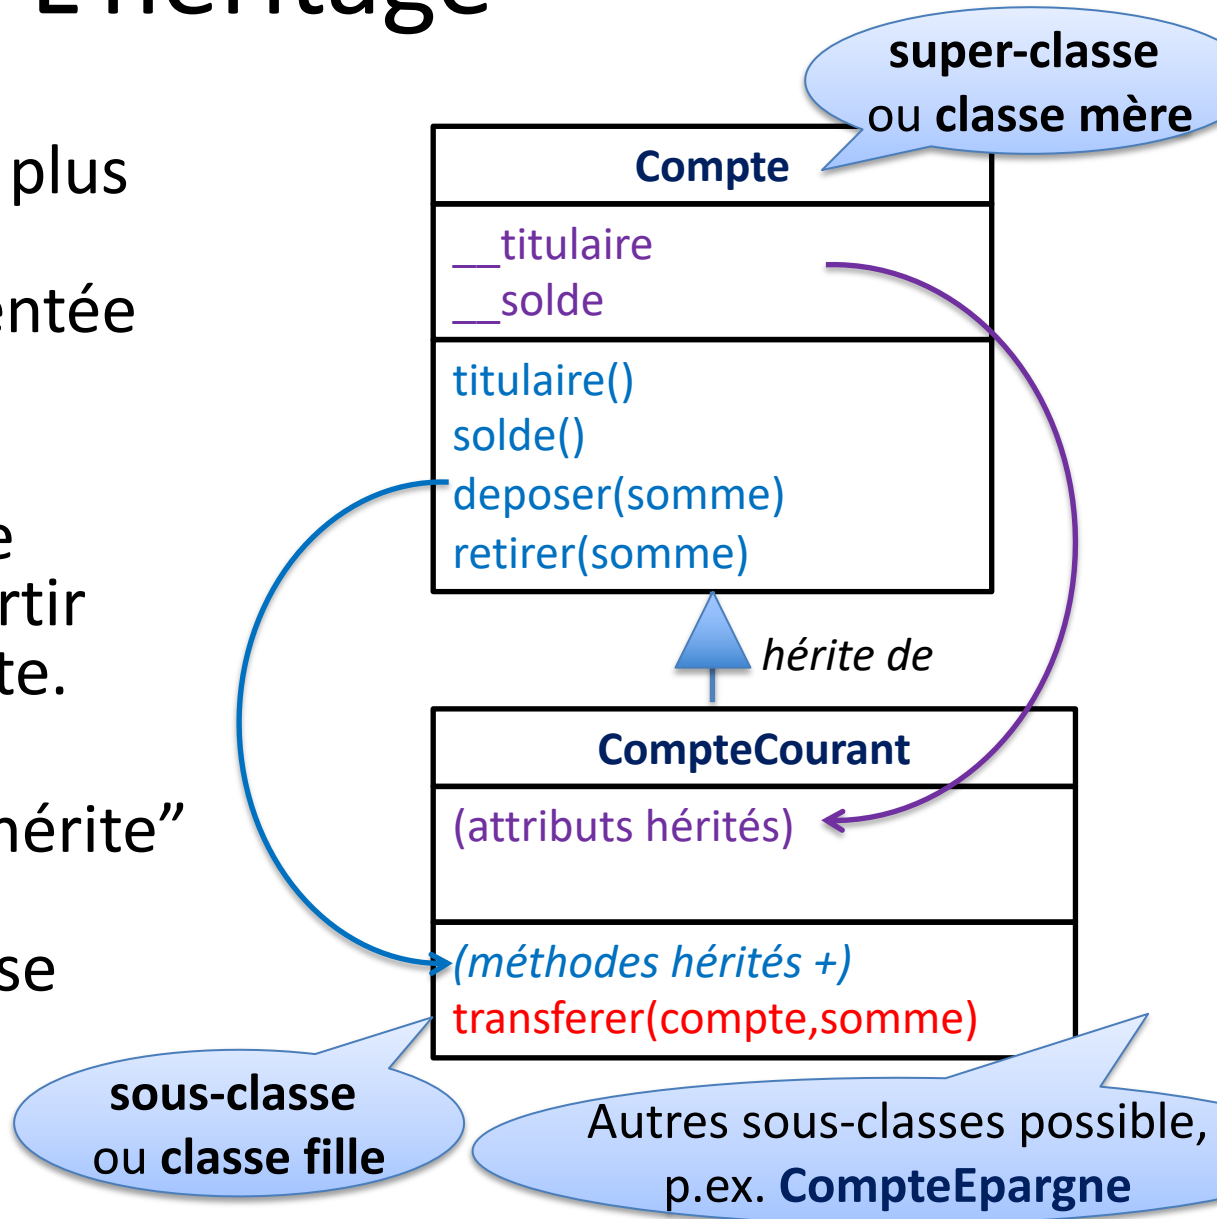 L'héritage
plus
entée
e
rtir
te.
hérite”
se
super-classe
ou classe mère
Compte
__titulaire
__solde
titulaire()
solde()
deposer(somme)
retirer(somme)
hérite de
CompteCourant
(attributs hérités)
(méthodes hérités +)
transferer(compte,somme)
sous-classe
ou classe fille
Autres sous-classes possible,
p.ex. CompteEpargne